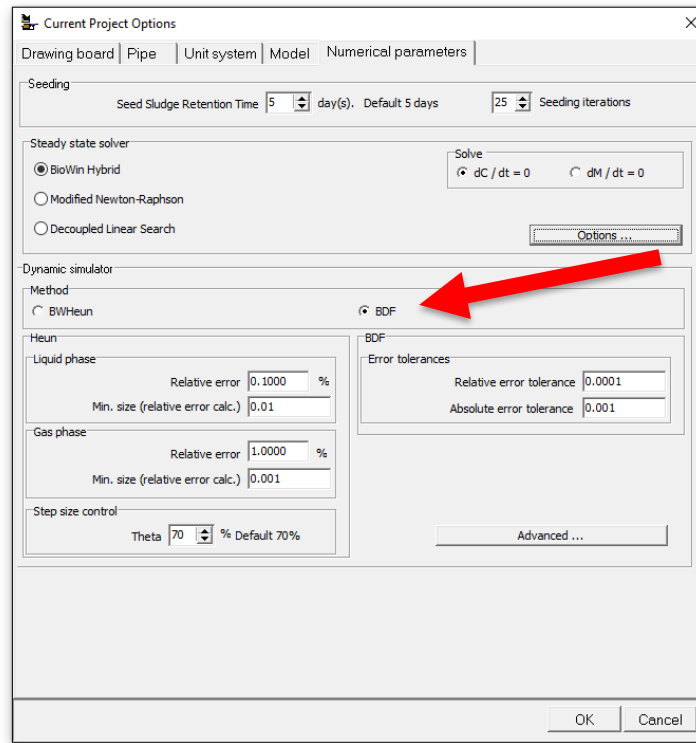 Current Project Options
Drawing board Pipe Unit system Model Numerical parameters
Seeding
Seed Sludge Retention Time 5 day(s). Default 5 days 25 Seeding iterations
Steady state solver
BioWin Hybrid
Modified Newton-Raphson
Decoupled Linear Search
Solve
dC / dt = 0 dM / dt = 0
Options ...
Dynamic simulator
Method
BWHeun BDF
Heun
Liquid phase
Relative error 0.1000 %
Min. size (relative error calc.) 0.01
Gas phase
Relative error 1.0000 %
Min. size (relative error calc.) 0.001
Step size control
Theta 70 % Default 70%
BDF
Error tolerances
Relative error tolerance 0.0001
Absolute error tolerance 0.001
Advanced ...
OK Cancel